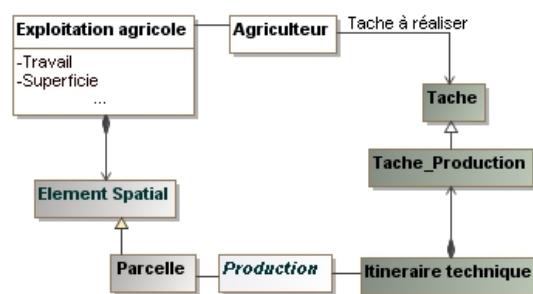 Exploitation agricole
Agriculteur
Tache à réaliser
-Travail
-Superficie
...
Tache
Tache_Production
Element Spatial
Parcelle
Production
Itineraire technique